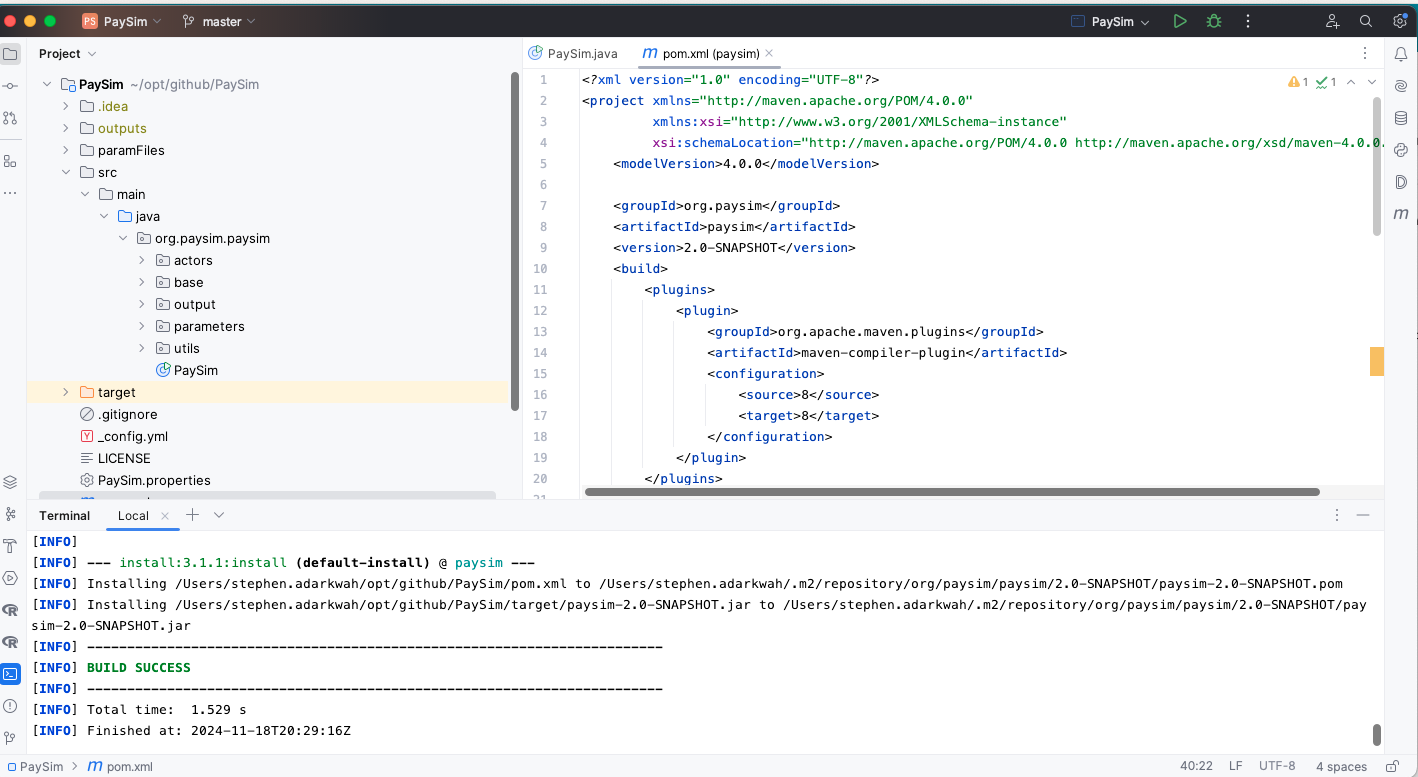 PS PaySim master PaySim
Project
PaySim ~/opt/github/PaySim
.idea
outputs
paramFiles
src
main
java
org.paysim.paysim
actors
base
output
parameters
utils
PaySim
target
.gitignore
_config.yml
LICENSE
PaySim.properties
PaySim.java m pom.xml (paysim)
1 1
1 <?xml version="1.0" encoding="UTF-8"?>
2 <project xmlns="http://maven.apache.org/POM/4.0.0"
3 xmlns:xsi="http://www.w3.org/2001/XMLSchema-instance"
4 xsi:schemaLocation="http://maven.apache.org/POM/4.0.0 http://maven.apache.org/xsd/maven-4.0.0.
5 <modelVersion>4.0.0</modelVersion>
6
7 <groupId>org.paysim</groupId>
8 <artifactId>paysim</artifactId>
9 <version>2.0-SNAPSHOT</version>
10 <build>
11 <plugins>
12 <plugin>
13 <groupId>org.apache.maven.plugins</groupId>
14 <artifactId>maven-compiler-plugin</artifactId>
15 <configuration>
16 <source>8</source>
17 <target>8</target>
18 </configuration>
19 </plugin>
20 </plugins>
Terminal Local
[INFO]
[INFO] --- install:3.1.1:install (default-install) @ paysim ---
[INFO] Installing /Users/stephen.adarkwah/opt/github/PaySim/pom.xml to /Users/stephen.adarkwah/.m2/repository/org/paysim/paysim/2.0-SNAPSHOT/paysim-2.0-SNAPSHOT.pom
[INFO] Installing /Users/stephen.adarkwah/opt/github/PaySim/target/paysim-2.0-SNAPSHOT.jar to /Users/stephen.adarkwah/.m2/repository/org/paysim/paysim/2.0-SNAPSHOT/pay
sim-2.0-SNAPSHOT.jar
[INFO] ------------------------------------------------------------------------
[INFO] BUILD SUCCESS
[INFO] ------------------------------------------------------------------------
[INFO] Total time:  1.529 s
[INFO] Finished at: 2024-11-18T20:29:16Z
PaySim > m pom.xml 40:22 LF UTF-8 4 spaces